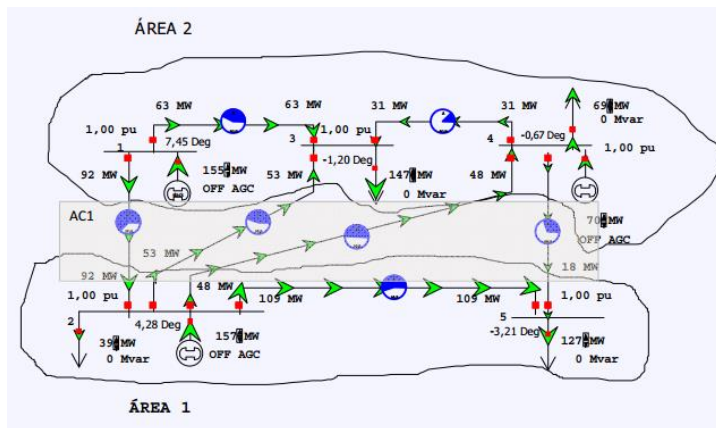 ÁREA 2
63 MW
63 MW
31 MW
31 MW
69 MW
0 Mvar
1,00 pu
7,45 Deg
3
1,00 pu
4
-0,67 Deg
1
-1,20 Deg
1,00 pu
92 MW
155 MW
OFF AGC
53 MW
147 MW
0 Mvar
48 MW
AC1
70 MW
OFF AGC
53 MW
92 MW
18 MW
1,00 pu
48 MW
109 MW
109 MW
1,00 pu
2
4,28 Deg
5
-3,21 Deg
39 MW
0 Mvar
157 MW
OFF AGC
127 MW
0 Mvar
ÁREA 1